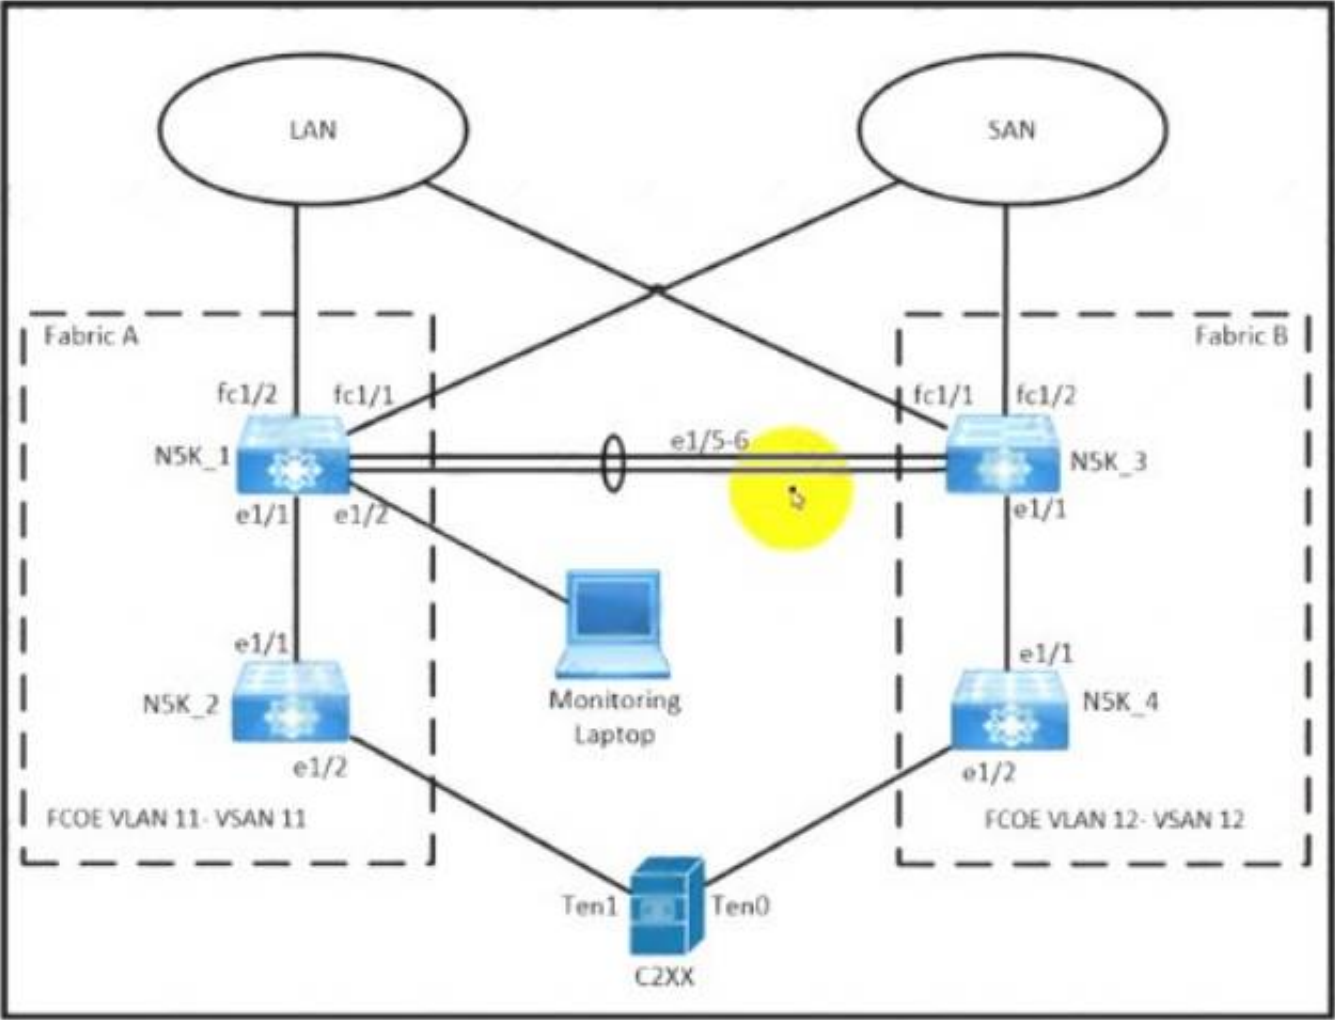 LAN
SAN
Fabric A
Fabric B
fc1/2
fc1/1
fc1/1
fc1/2
e1/5-6
N5K_1
N5K_3
e1/1
e1/2
e1/1
e1/1
e1/1
N5K_2
Monitoring
Laptop
N5K_4
e1/2
e1/2
FCOE VLAN 11- VSAN 11
FCOE VLAN 12- VSAN 12
Ten1
Ten0
C2XX